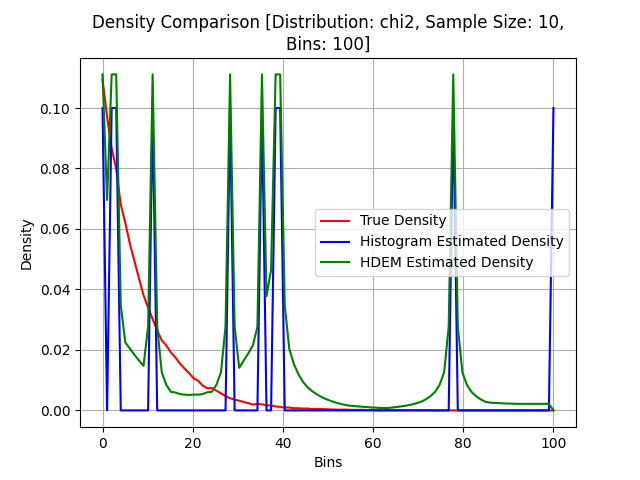 Density Comparison [Distribution: chi2, Sample Size: 10,
Bins: 100]
Density
0.10
0.08
0.06
0.04
0.02
0.00
True Density
Histogram Estimated Density
HDEM Estimated Density
0 20 40 60 80 100
Bins